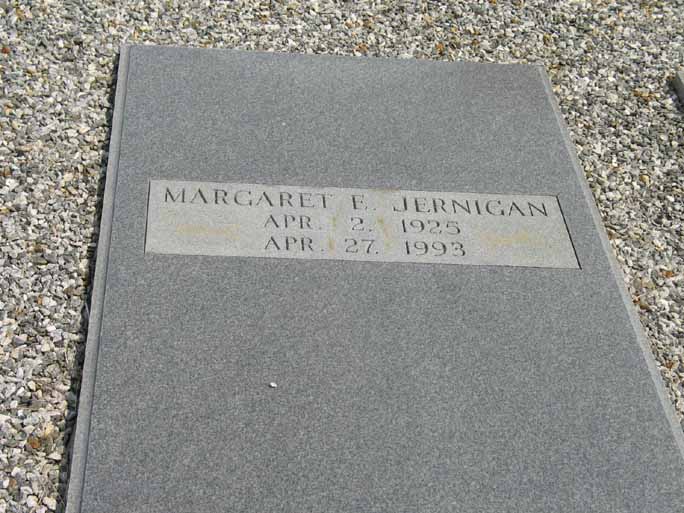 MARGARET E. JERNIGAN
APR. 2, 1925
APR. 27, 1993